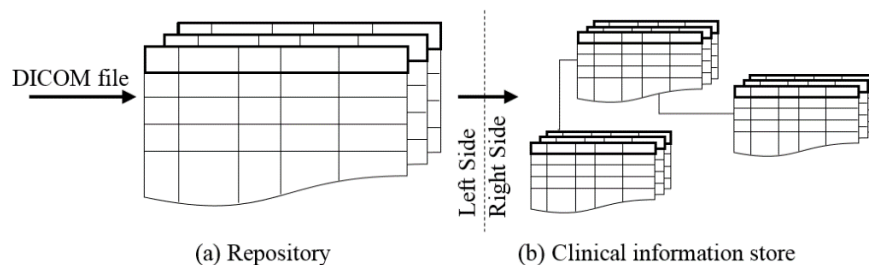 DICOM file
Left Side
Right Side
(a) Repository
(b) Clinical information store